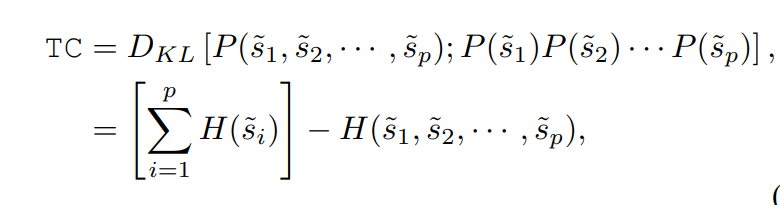 TC = D_{KL} [P(s̃_1, s̃_2, ⋯ , s̃_p); P(s̃_1)P(s̃_2) ⋯ P(s̃_p)] ,
= [∑_{i=1}^{p} H(s̃_i)] − H(s̃_1, s̃_2, ⋯ , s̃_p),
(